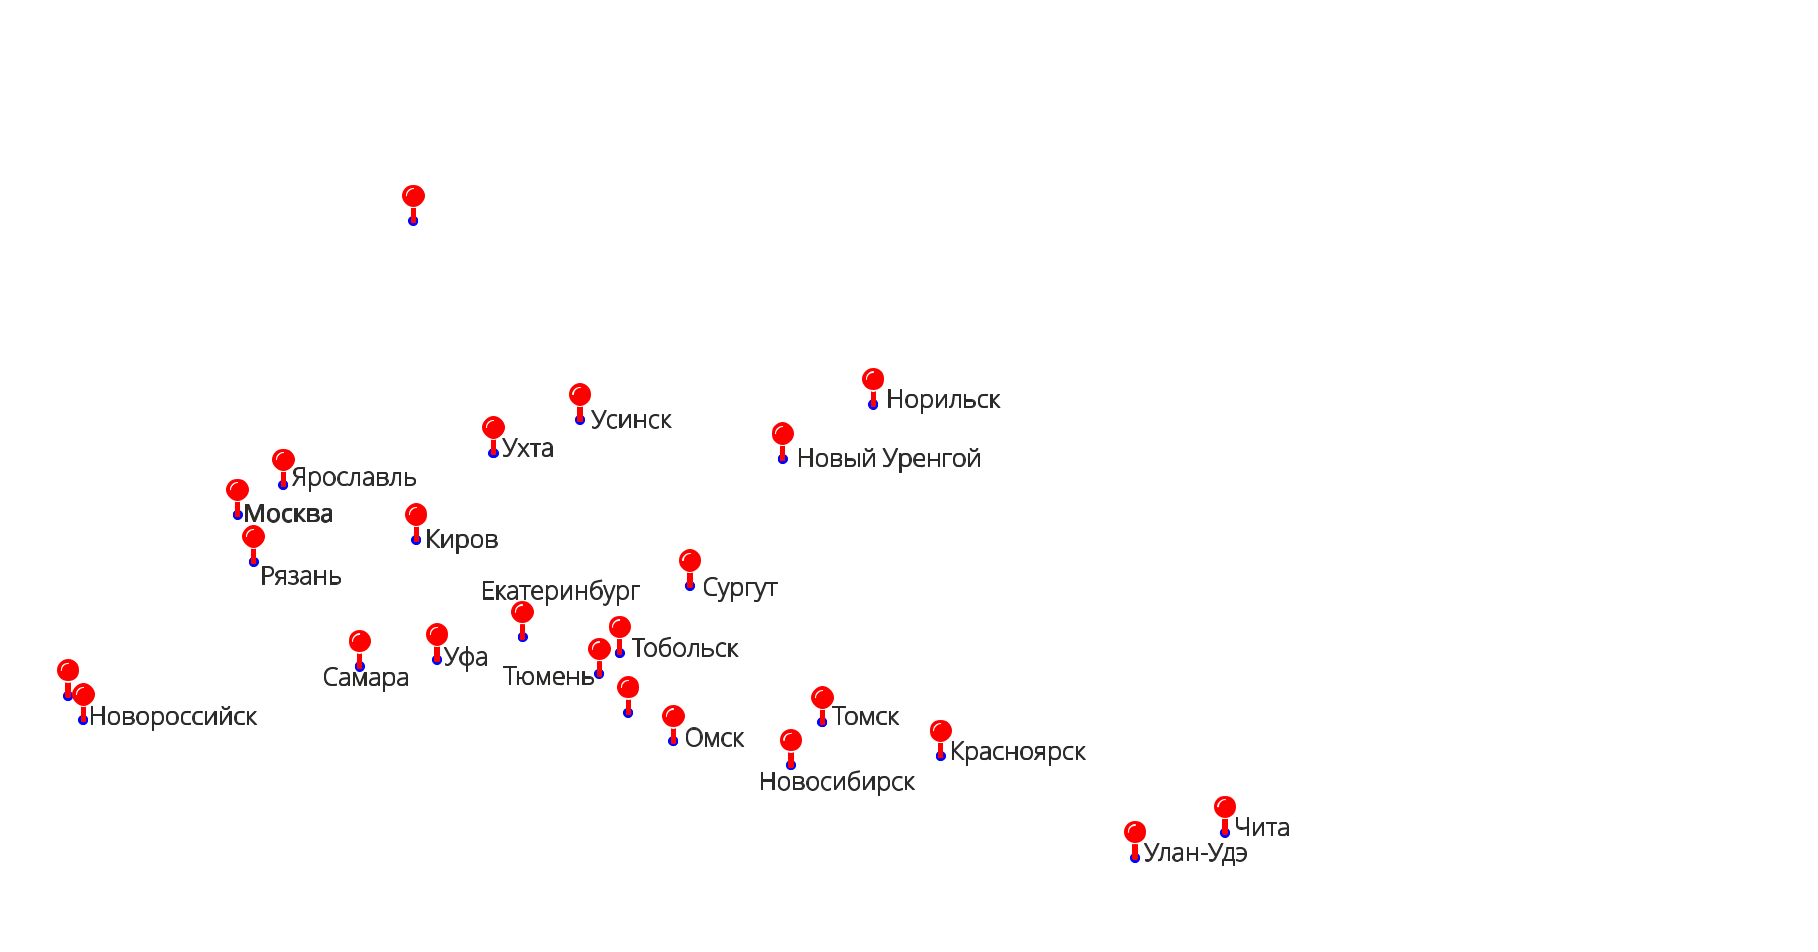 Норильск
Усинск
Ухта
Новый Уренгой
Ярославль
Москва
Киров
Рязань
Сургут
Екатеринбург
Тобольск
Уфа
Самара
Тюмень
Новороссийск
Томск
Омск
Красноярск
Новосибирск
Чита
Улан-Удэ